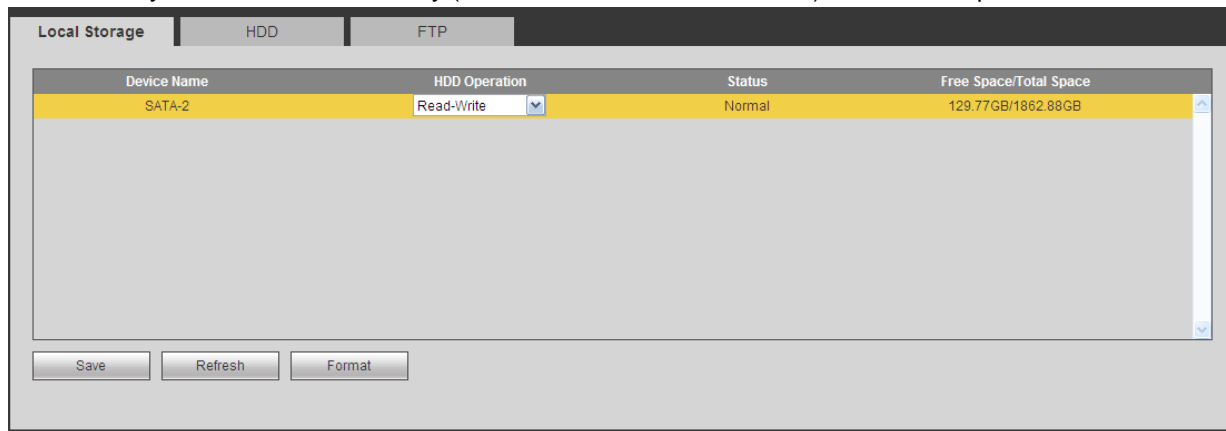 Local Storage HDD FTP
Device Name HDD Operation Status Free Space/Total Space
SATA-2 Read-Write Normal 129.77GB/1862.88GB
Save Refresh Format